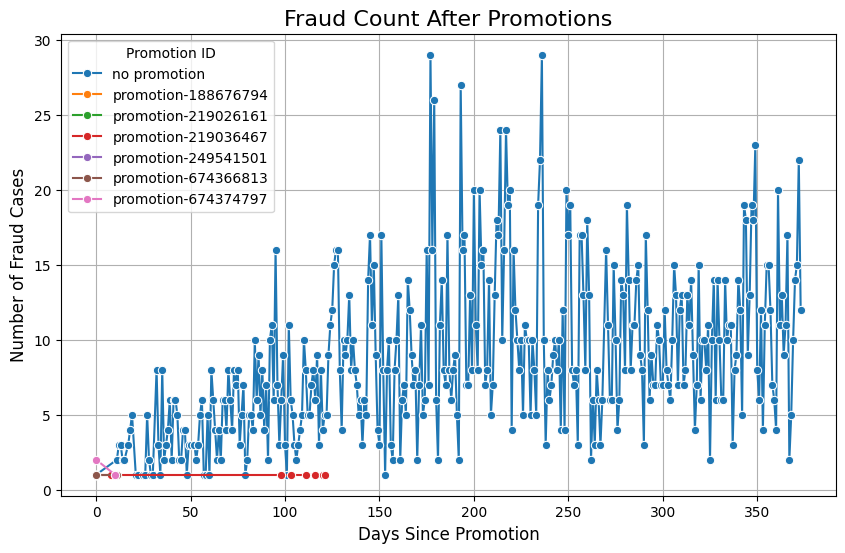 Fraud Count After Promotions
Number of Fraud Cases
30
25
20
15
10
5
0
Promotion ID
no promotion
promotion-188676794
promotion-219026161
promotion-219036467
promotion-249541501
promotion-674366813
promotion-674374797
0 50 100 150 200 250 300 350
Days Since Promotion